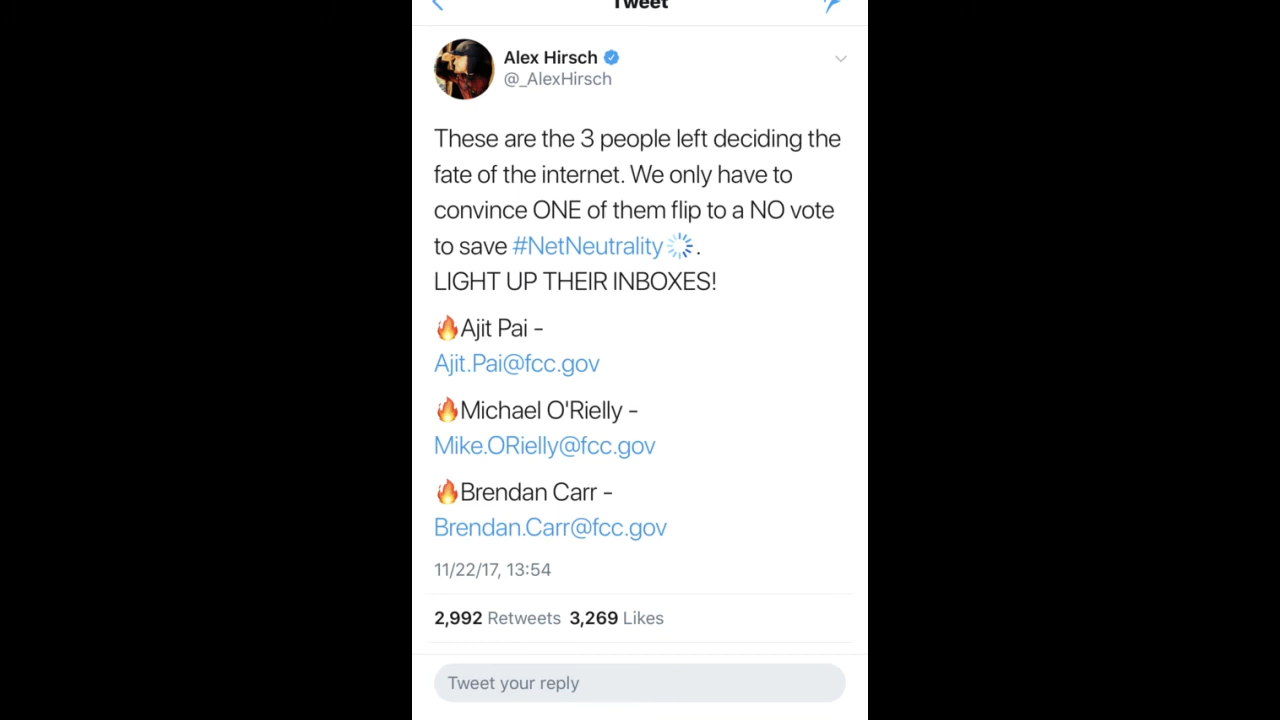 Tweet
Alex Hirsch
@_AlexHirsch
These are the 3 people left deciding the
fate of the internet. We only have to
convince ONE of them flip to a NO vote
to save #NetNeutrality.
LIGHT UP THEIR INBOXES!
🔥Ajit Pai -
Ajit.Pai@fcc.gov
🔥Michael O'Rielly -
Mike.ORielly@fcc.gov
🔥Brendan Carr -
Brendan.Carr@fcc.gov
11/22/17, 13:54
2,992 Retweets 3,269 Likes
Tweet your reply